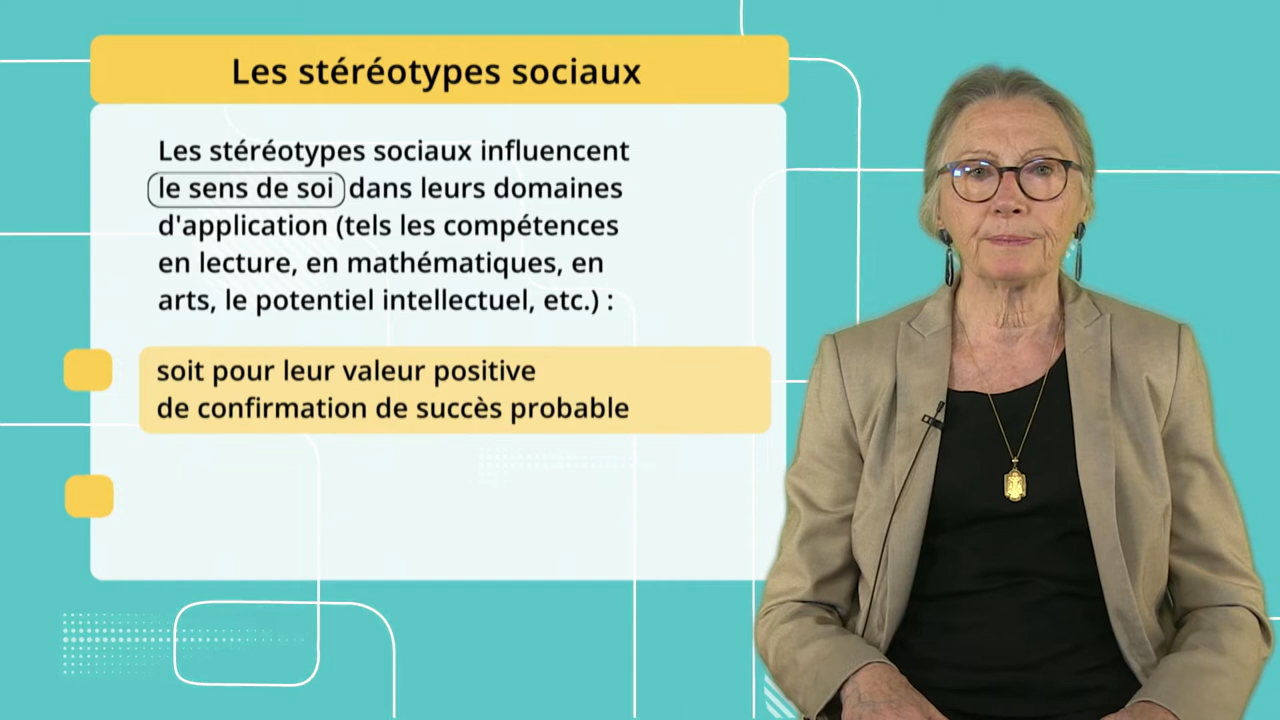 Les stéréotypes sociaux
Les stéréotypes sociaux influencent
le sens de soi dans leurs domaines
d'application (tels les compétences
en lecture, en mathématiques, en
arts, le potentiel intellectuel, etc.) :
soit pour leur valeur positive
de confirmation de succès probable